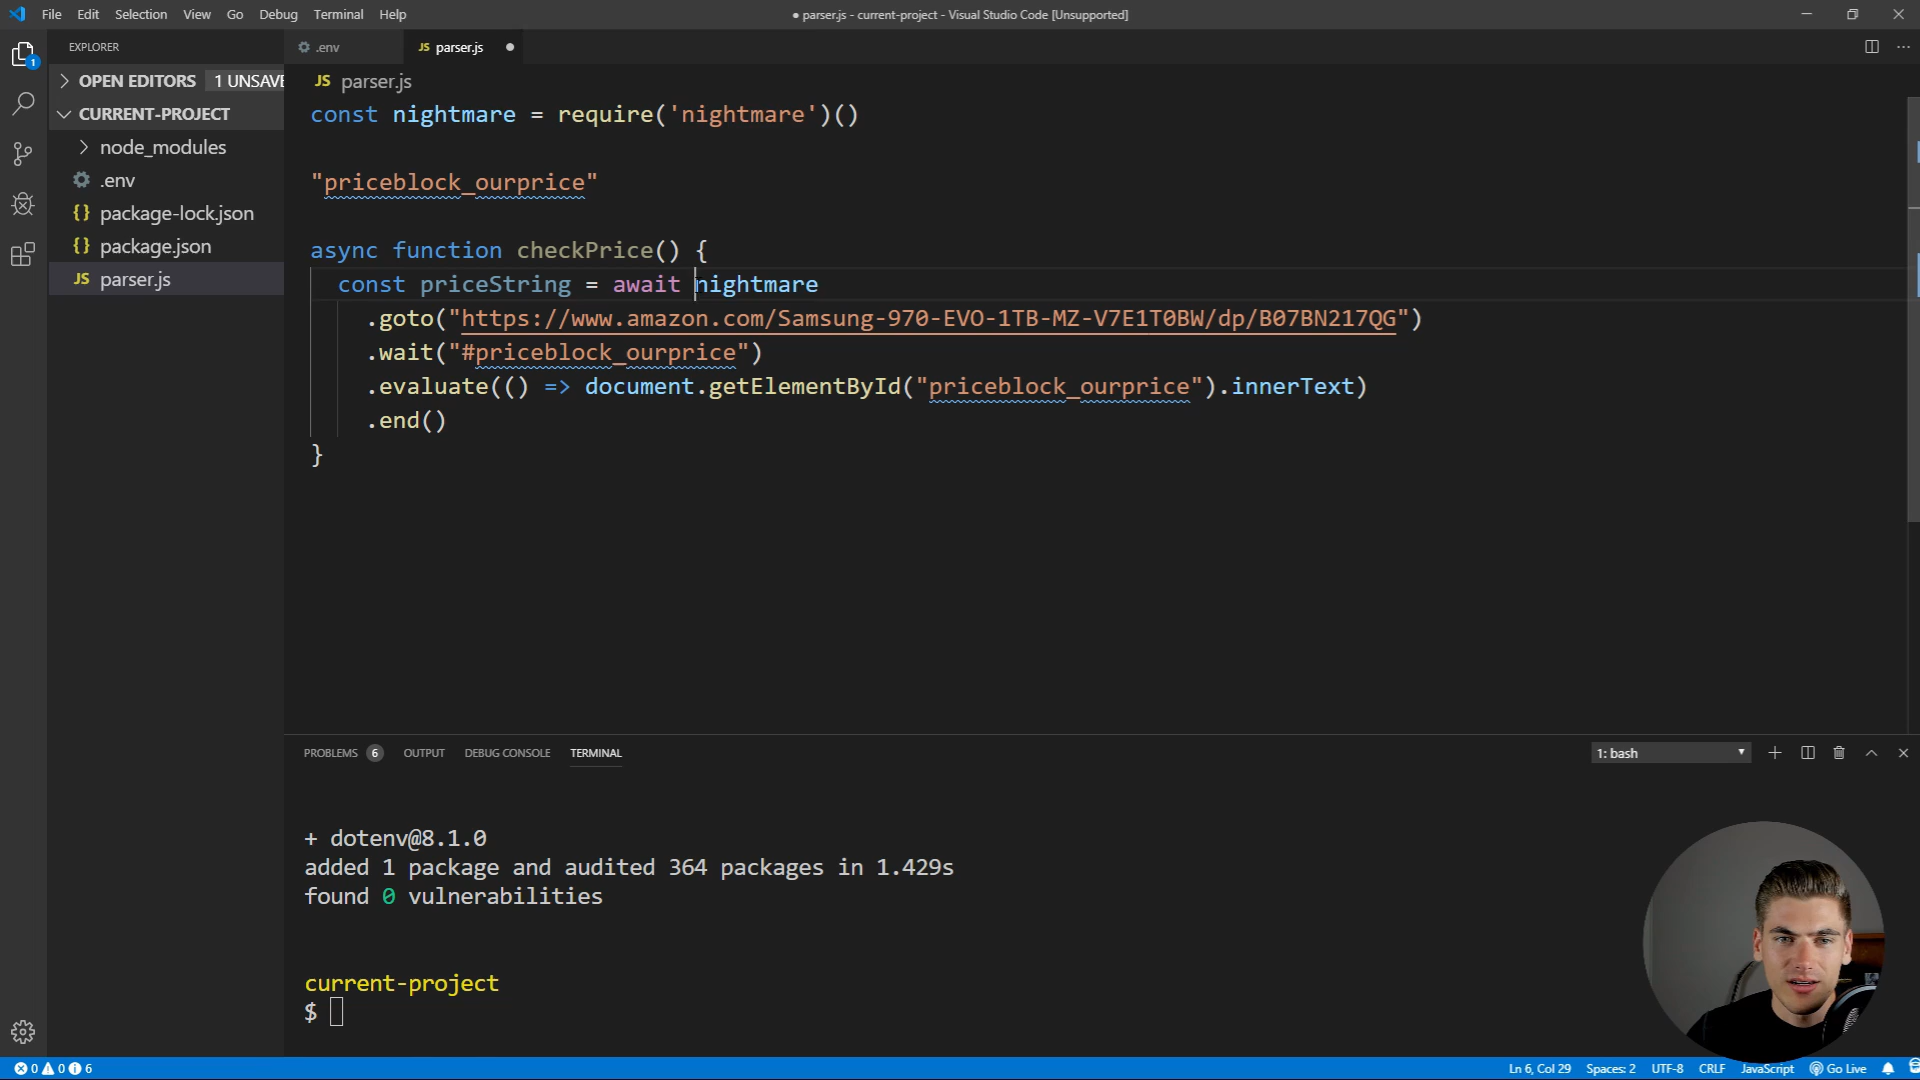 File Edit Selection View Go Debug Terminal Help
● parser.js - current-project - Visual Studio Code [Unsupported]
EXPLORER
.env
JS parser.js ●
OPEN EDITORS 1 UNSAVE
1
CURRENT-PROJECT
node_modules
.env
{} package-lock.json
{} package.json
JS parser.js
JS parser.js
const nightmare = require('nightmare')()
"priceblock_ourprice"
async function checkPrice() {
const priceString = await nightmare
.goto("https://www.amazon.com/Samsung-970-EVO-1TB-MZ-V7E1T0BW/dp/B07BN217QG")
.wait("#priceblock_ourprice")
.evaluate(() => document.getElementById("priceblock_ourprice").innerText)
.end()
}
PROBLEMS 6 OUTPUT DEBUG CONSOLE TERMINAL 1: bash
+ dotenv@8.1.0
added 1 package and audited 364 packages in 1.429s
found 0 vulnerabilities
current-project
$
0 0 6 Ln 6, Col 29 Spaces: 2 UTF-8 CRLF JavaScript Go Live